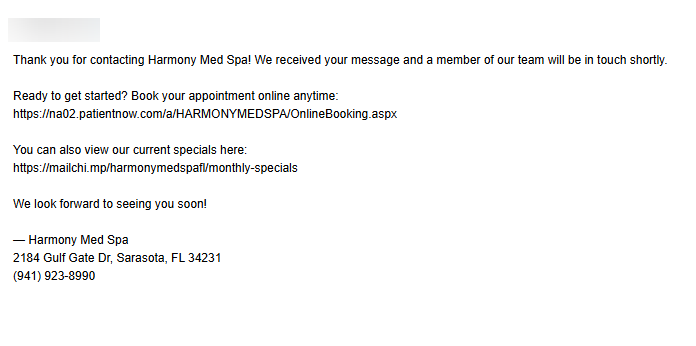 Thank you for contacting Harmony Med Spa! We received your message and a member of our team will be in touch shortly.
Ready to get started? Book your appointment online anytime:
https://na02.patientnow.com/a/HARMONYMEDSPA/OnlineBooking.aspx
You can also view our current specials here:
https://mailchi.mp/harmonymedspafl/monthly-specials
We look forward to seeing you soon!
— Harmony Med Spa
2184 Gulf Gate Dr, Sarasota, FL 34231
(941) 923-8990